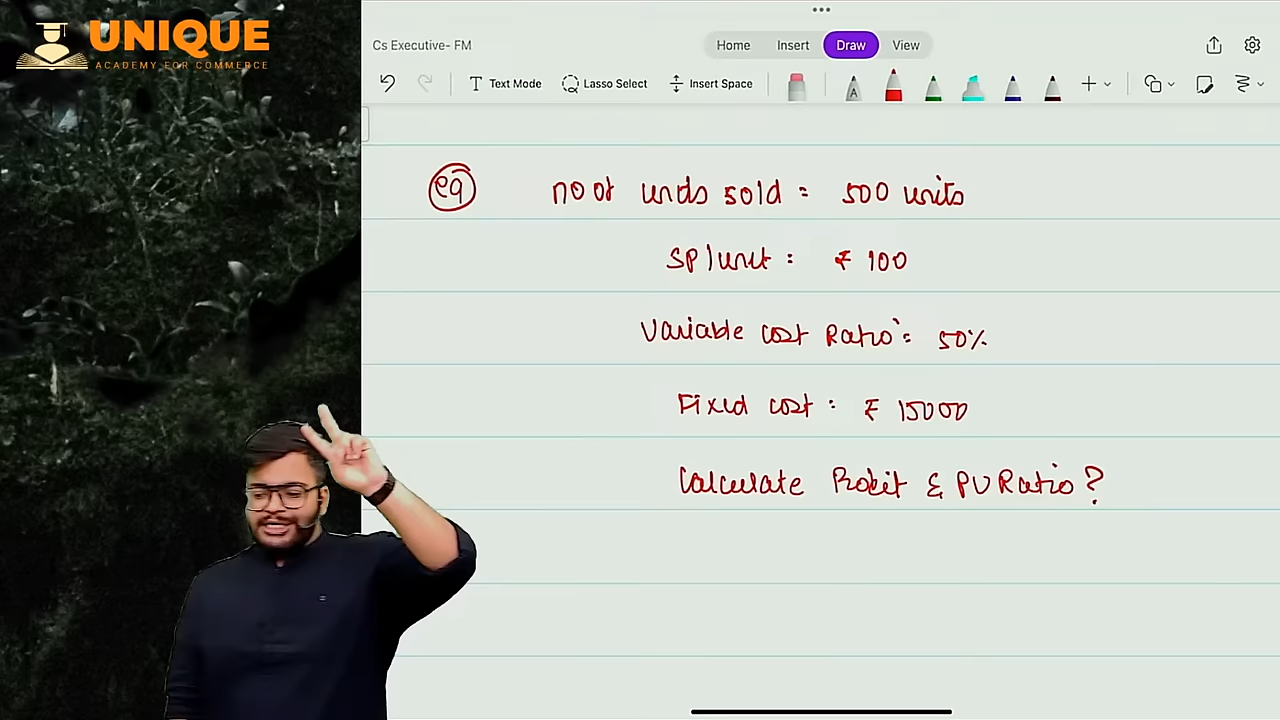 UNIQUE
ACADEMY FOR COMMERCE
Cs Executive- FM
Home Insert Draw View
Text Mode Lasso Select Insert Space
A
eg no of units sold = 500 units
SP/unit : ₹ 100
Variable cost Ratio = 50%
Fixed cost : ₹ 15000
Calculate Profit & PV Ratio?